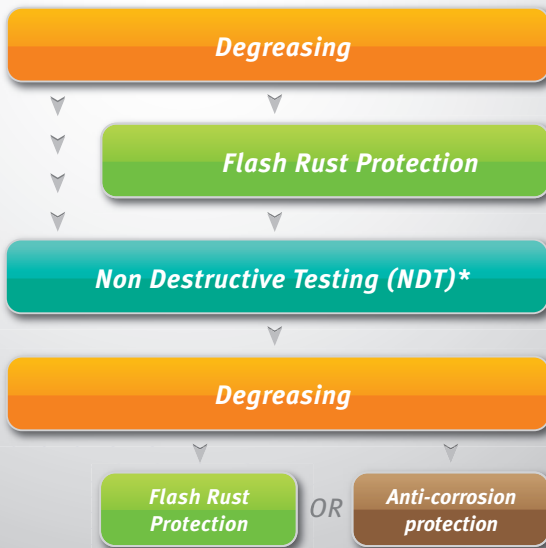 Degreasing
Flash Rust Protection
Non Destructive Testing (NDT)*
Degreasing
Flash Rust
Protection
OR
Anti-corrosion
protection